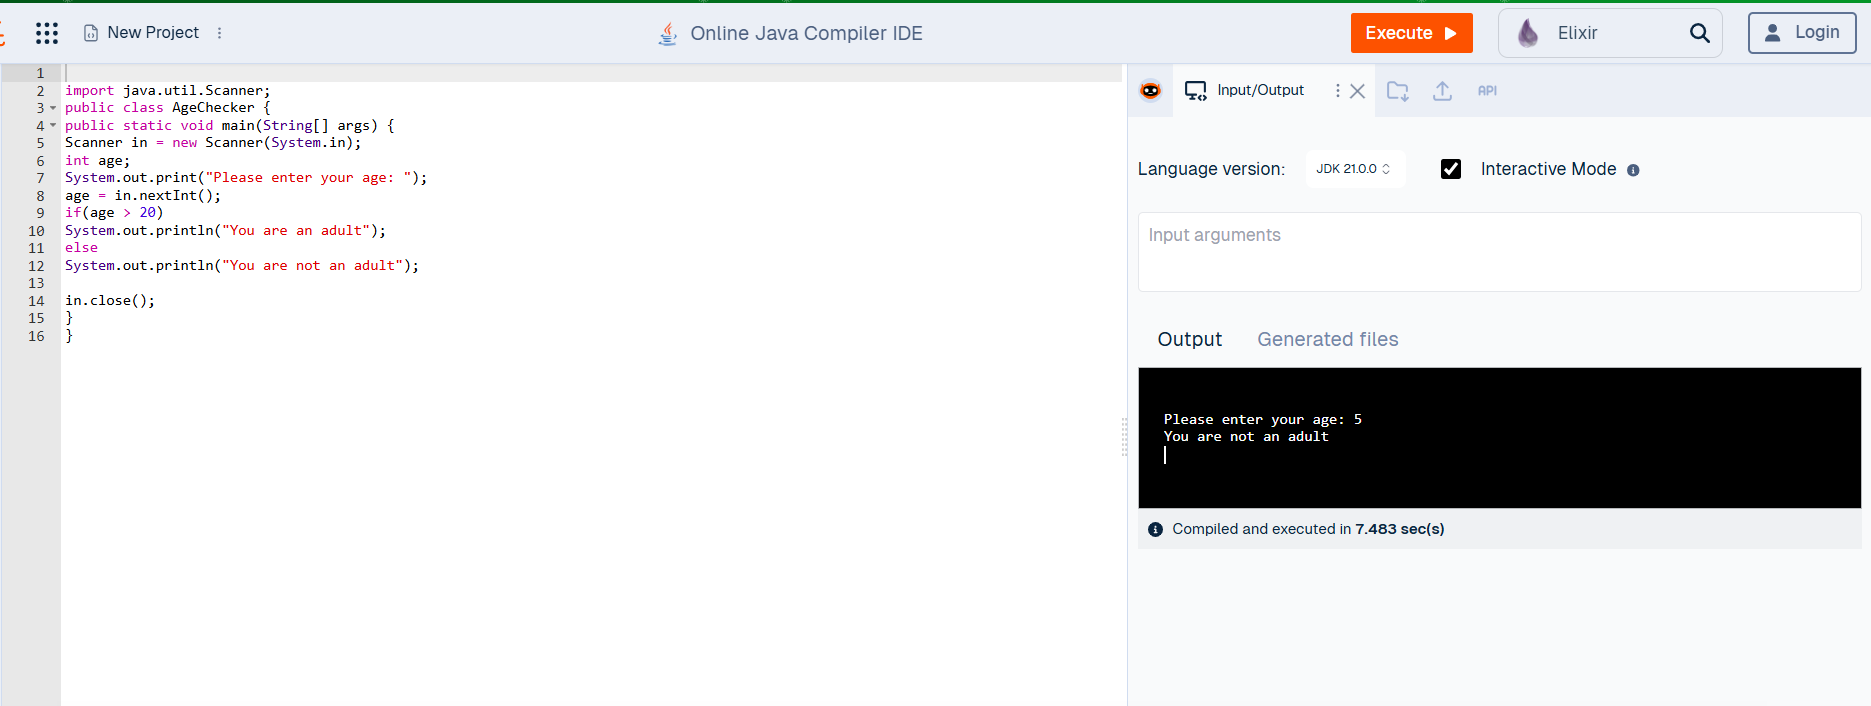 New Project
Online Java Compiler IDE
Execute
Elixir
Login
1
2 import java.util.Scanner;
3 public class AgeChecker {
4 public static void main(String[] args) {
5 Scanner in = new Scanner(System.in);
6 int age;
7 System.out.print("Please enter your age: ");
8 age = in.nextInt();
9 if(age > 20)
10 System.out.println("You are an adult");
11 else
12 System.out.println("You are not an adult");
13
14 in.close();
15 }
16 }
Input/Output
API
Language version:
JDK 21.0.0
Interactive Mode
Input arguments
Output
Generated files
Please enter your age: 5
You are not an adult
Compiled and executed in 7.483 sec(s)